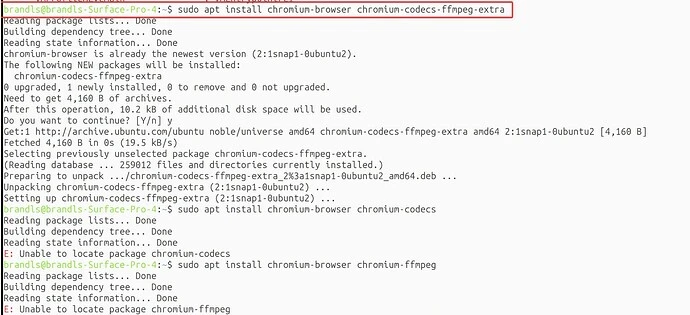 brandls@brandls-Surface-Pro-4:~$ sudo apt install chromium-browser chromium-codecs-ffmpeg-extra
Reading package lists... Done
Building dependency tree... Done
Reading state information... Done
chromium-browser is already the newest version (2:1snap1-0ubuntu2).
The following NEW packages will be installed:
  chromium-codecs-ffmpeg-extra
0 upgraded, 1 newly installed, 0 to remove and 0 not upgraded.
Need to get 4,160 B of archives.
After this operation, 10.2 kB of additional disk space will be used.
Do you want to continue? [Y/n] y
Get:1 http://archive.ubuntu.com/ubuntu noble/universe amd64 chromium-codecs-ffmpeg-extra amd64 2:1snap1-0ubuntu2 [4,160 B]
Fetched 4,160 B in 0s (19.5 kB/s)
Selecting previously unselected package chromium-codecs-ffmpeg-extra.
(Reading database ... 259012 files and directories currently installed.)
Preparing to unpack .../chromium-codecs-ffmpeg-extra_2%3a1snap1-0ubuntu2_amd64.deb ...
Unpacking chromium-codecs-ffmpeg-extra (2:1snap1-0ubuntu2) ...
Setting up chromium-codecs-ffmpeg-extra (2:1snap1-0ubuntu2) ...
brandls@brandls-Surface-Pro-4:~$ sudo apt install chromium-browser chromium-codecs
Reading package lists... Done
Building dependency tree... Done
Reading state information... Done
E: Unable to locate package chromium-codecs
brandls@brandls-Surface-Pro-4:~$ sudo apt install chromium-browser chromium-ffmpeg
Reading package lists... Done
Building dependency tree... Done
Reading state information... Done
E: Unable to locate package chromium-ffmpeg